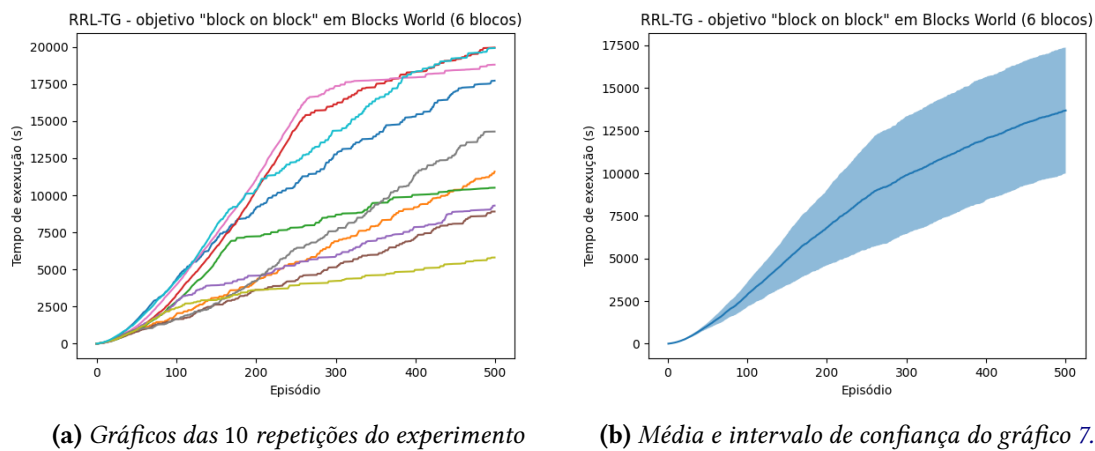 RRL-TG - objetivo "block on block" em Blocks World (6 blocos)
20000
17500
15000
12500
10000
7500
5000
2500
0
Tempo de exexução (s)
0 100 200 300 400 500
Episódio
(a) Gráficos das 10 repetições do experimento
RRL-TG - objetivo "block on block" em Blocks World (6 blocos)
17500
15000
12500
10000
7500
5000
2500
0
Tempo de exexução (s)
0 100 200 300 400 500
Episódio
(b) Média e intervalo de confiança do gráfico 7.